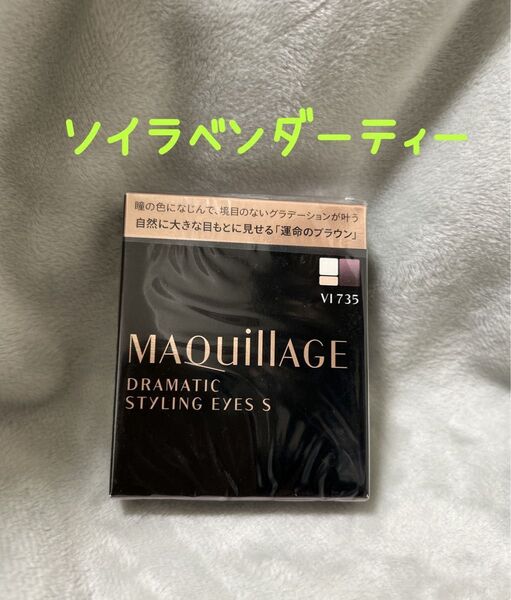 ソイラベンダーティー
瞳の色になじんで、境目のないグラデーションが叶う
自然に大きな目もとに見せる「運命のブラウン」
VI 735
MAQuillAGE
DRAMATIC
STYLING EYES S